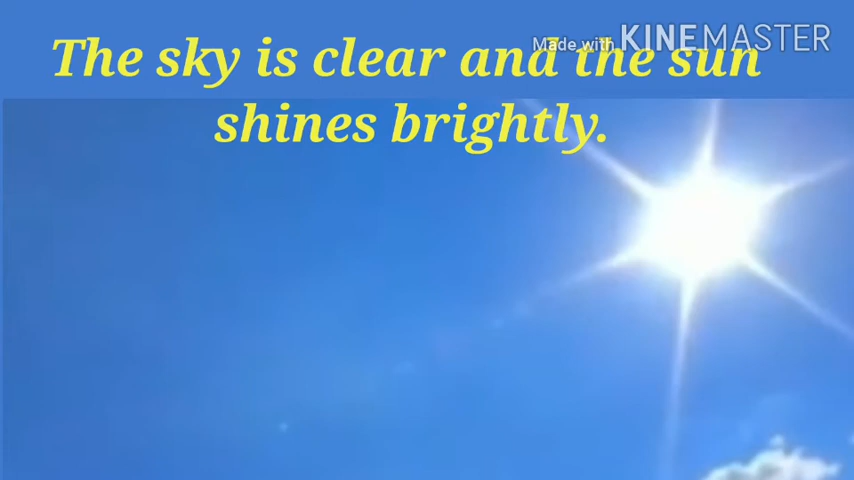 Made with KINEMASTER
The sky is clear and the sun
shines brightly.